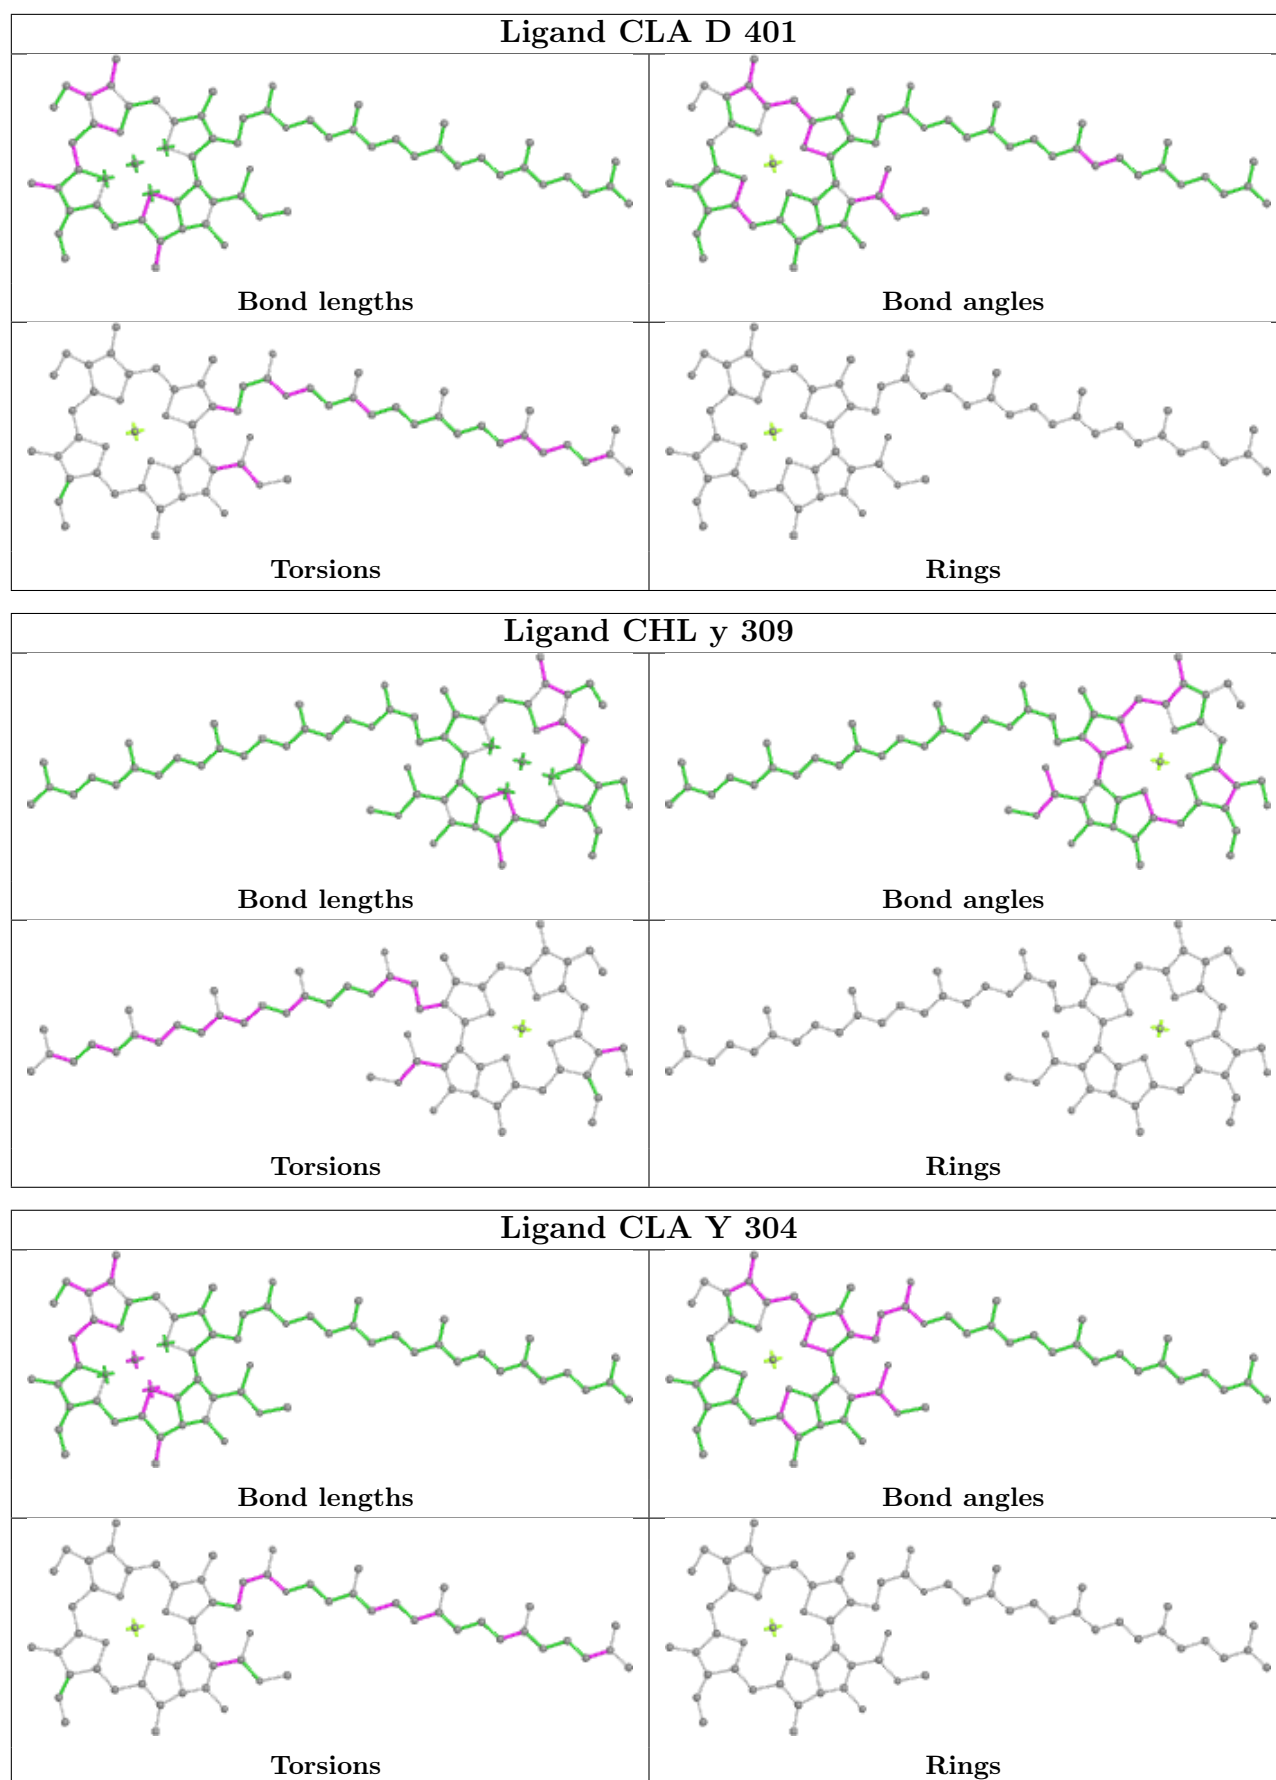 Ligand CLA D 401
Bond lengths
Bond angles
Torsions
Rings
Ligand CHL y 309
Bond lengths
Bond angles
Torsions
Rings
Ligand CLA Y 304
Bond lengths
Bond angles
Torsions
Rings